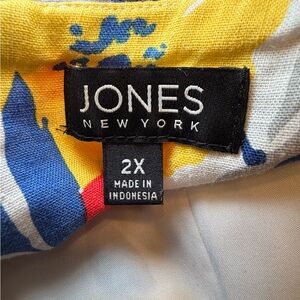 JONES
NEW YORK
2X
MADE IN
INDONESIA